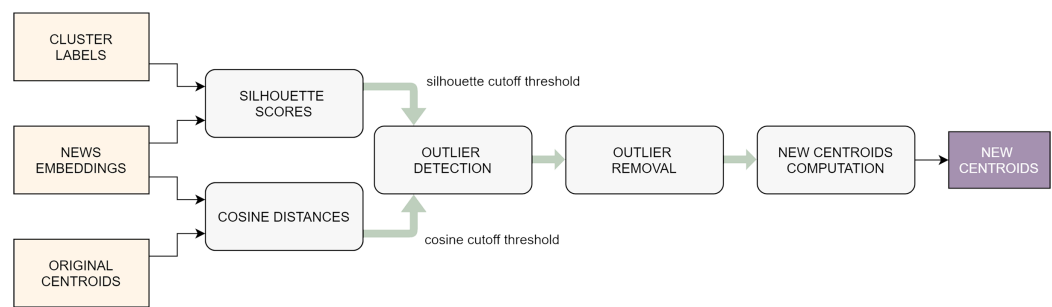 CLUSTER
LABELS
NEWS
EMBEDDINGS
ORIGINAL
CENTROIDS
SILHOUETTE
SCORES
COSINE DISTANCES
silhouette cutoff threshold
cosine cutoff threshold
OUTLIER
DETECTION
OUTLIER
REMOVAL
NEW CENTROIDS
COMPUTATION
NEW
CENTROIDS